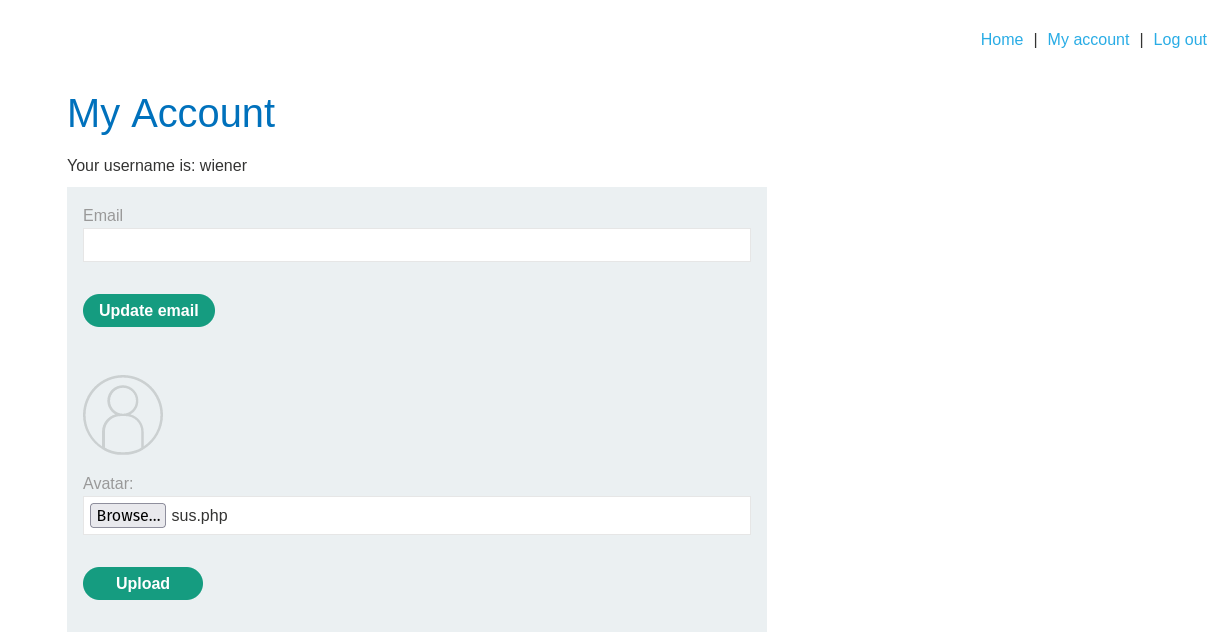 Home | My account | Log out
My Account
Your username is: wiener
Email
Update email
Avatar:
Browse... sus.php
Upload